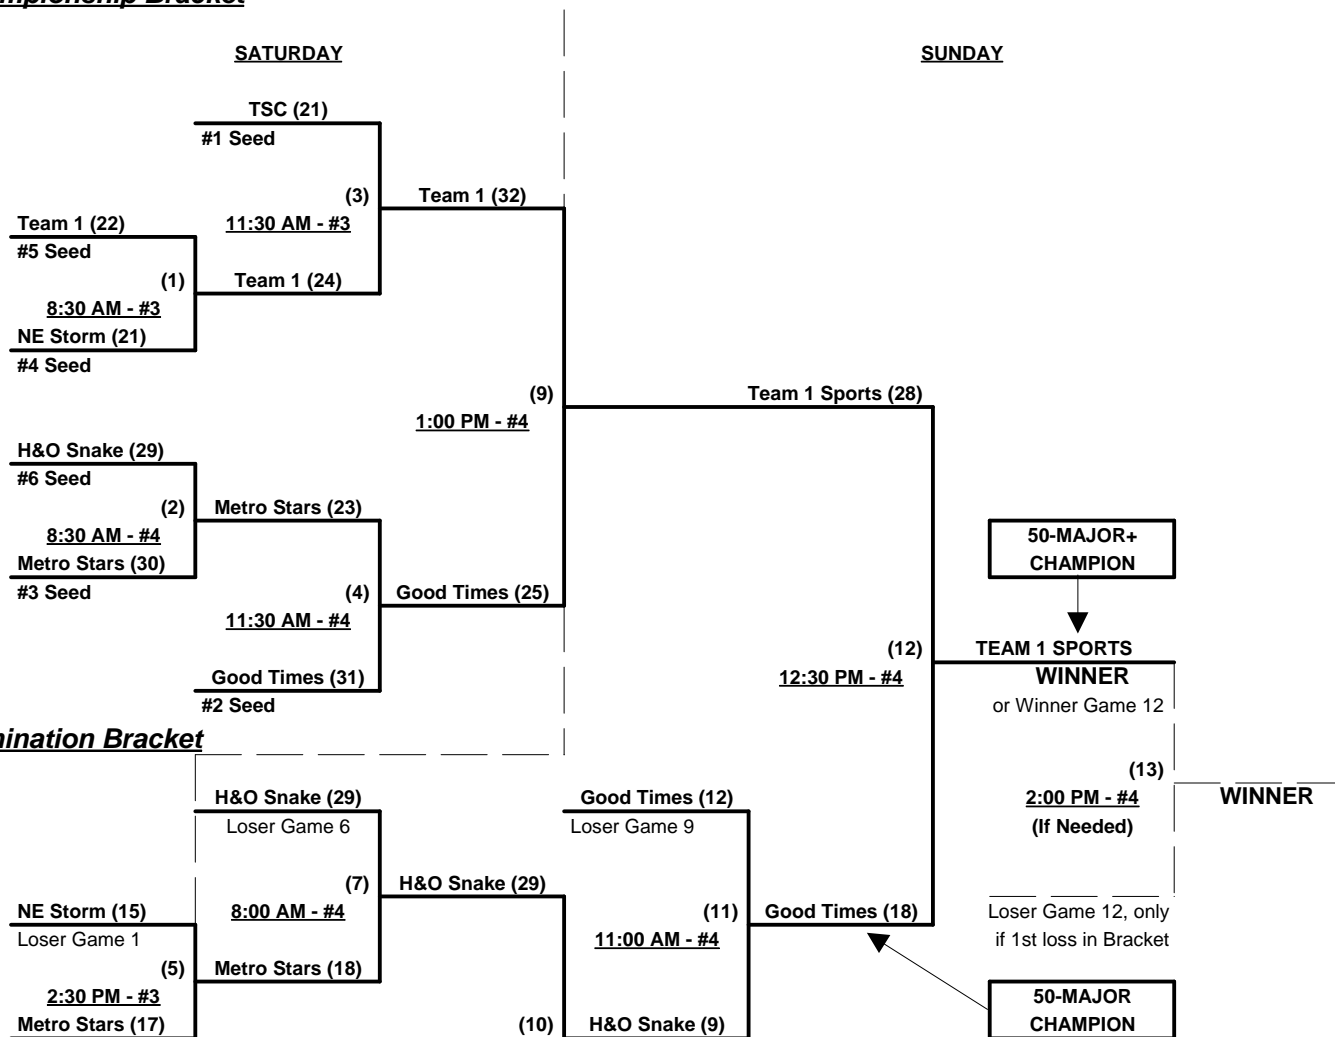 SATURDAY
SUNDAY
TSC (21)
#1 Seed
(3)
Team 1 (32)
Team 1 (22)
11:30 AM - #3
#5 Seed
(1)
Team 1 (24)
8:30 AM - #3
NE Storm (21)
#4 Seed
(9)
Team 1 Sports (28)
1:00 PM - #4
H&O Snake (29)
#6 Seed
(2)
Metro Stars (23)
8:30 AM - #4
50-MAJOR+
CHAMPION
Metro Stars (30)
#3 Seed
(4)
Good Times (25)
11:30 AM - #4
(12)
TEAM 1 SPORTS
Good Times (31)
12:30 PM - #4
WINNER
#2 Seed
or Winner Game 12
mination Bracket
(13)
H&O Snake (29)
Good Times (12)
2:00 PM - #4
WINNER
Loser Game 6
Loser Game 9
(If Needed)
(7)
H&O Snake (29)
NE Storm (15)
8:00 AM - #4
(11)
Good Times (18)
Loser Game 12, only
Loser Game 1
11:00 AM - #4
if 1st loss in Bracket
(5)
Metro Stars (18)
2:30 PM - #3
50-MAJOR
CHAMPION
Metro Stars (17)
(10)
H&O Snake (9)